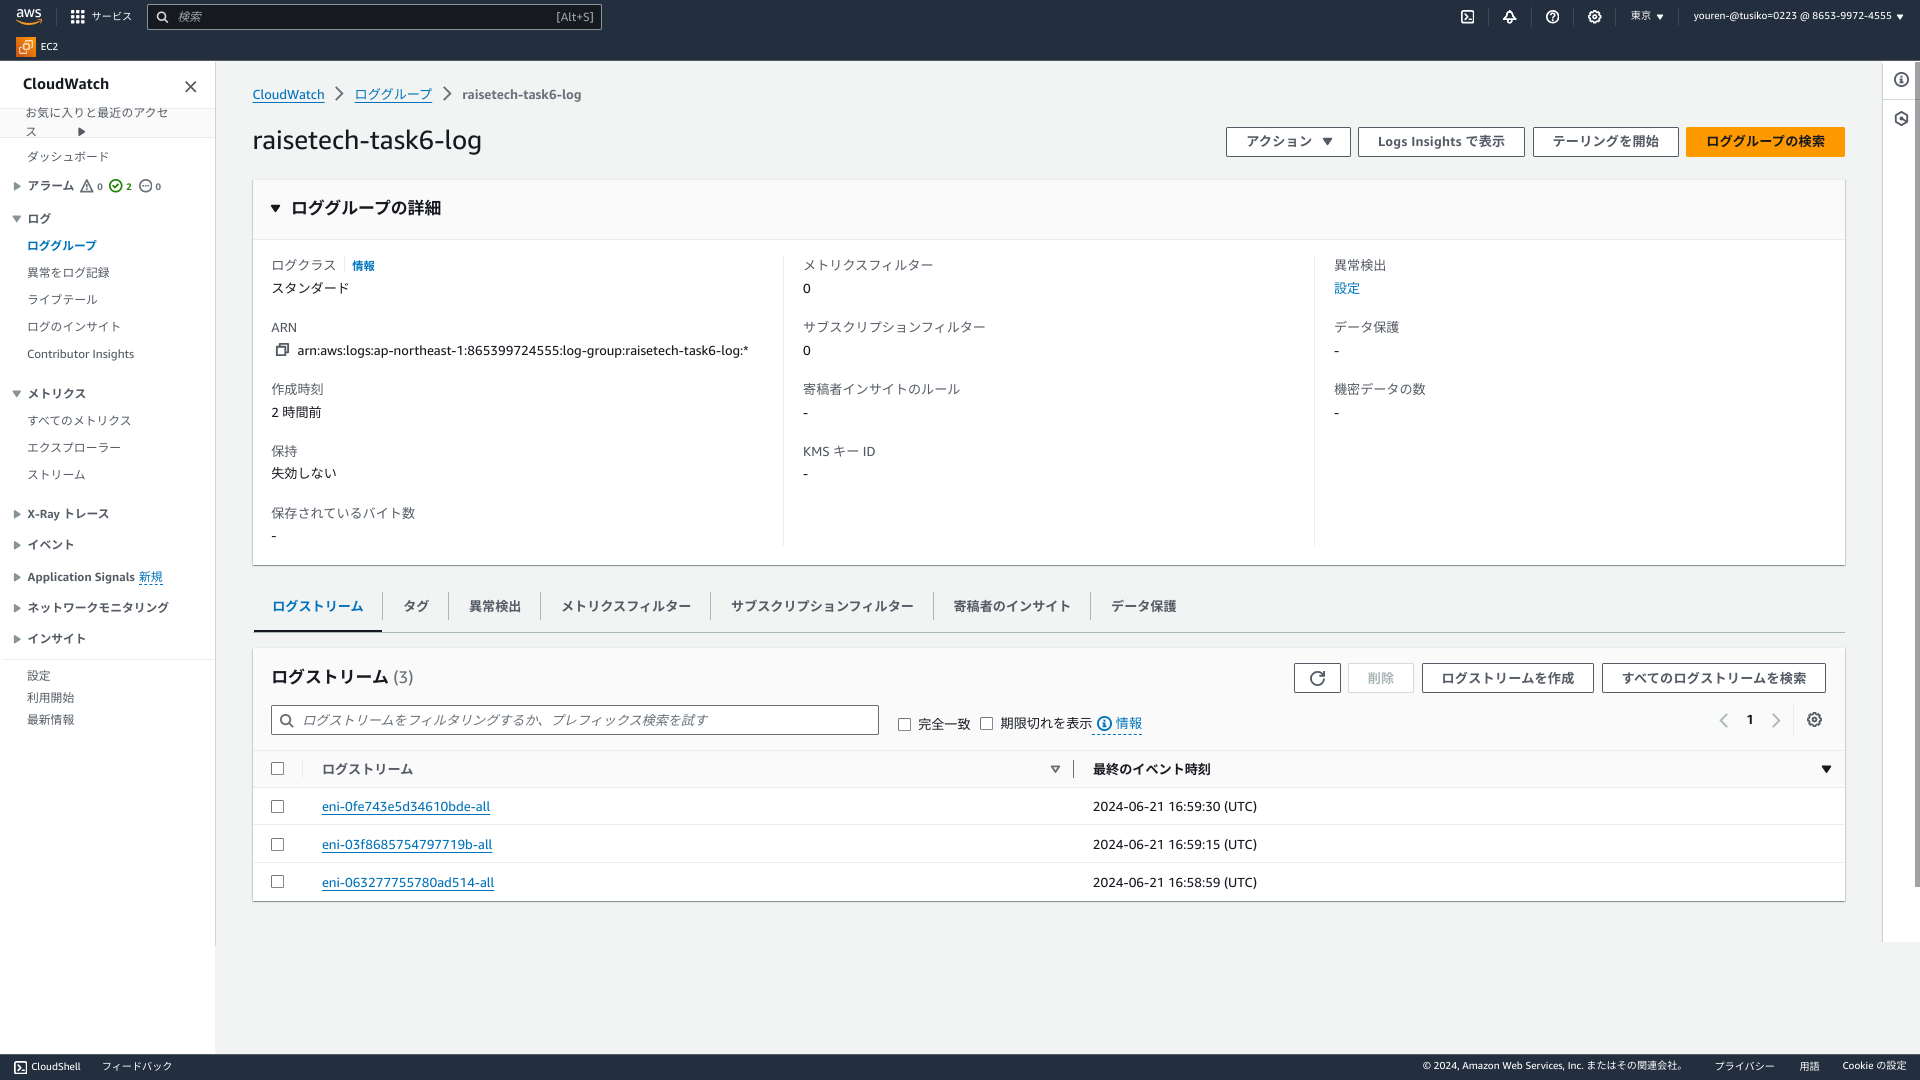 aws
サービス
検索
[Alt+S]
東京
youren-@tusiko=0223 @ 8653-9972-4555
EC2
CloudWatch
お気に入りと最近のアクセ
ス
ダッシュボード
アラーム 0 2 0
ログ
ロググループ
異常をログ記録
ライブテール
ログのインサイト
Contributor Insights
メトリクス
すべてのメトリクス
エクスプローラー
ストリーム
X-Ray トレース
イベント
Application Signals 新規
ネットワークモニタリング
インサイト
設定
利用開始
最新情報
CloudWatch
ロググループ
raisetech-task6-log
raisetech-task6-log
アクション
Logs Insights で表示
テーリングを開始
ロググループの検索
ロググループの詳細
ログクラス 情報
スタンダード
ARN
arn:aws:logs:ap-northeast-1:865399724555:log-group:raisetech-task6-log:*
作成時刻
2 時間前
保持
失効しない
保存されているバイト数
-
メトリクスフィルター
0
サブスクリプションフィルター
0
寄稿者インサイトのルール
-
KMS キー ID
-
異常検出
設定
データ保護
-
機密データの数
-
ログストリーム
タグ
異常検出
メトリクスフィルター
サブスクリプションフィルター
寄稿者のインサイト
データ保護
ログストリーム (3)
削除
ログストリームを作成
すべてのログストリームを検索
ログストリームをフィルタリングするか、プレフィックス検索を試す
完全一致
期限切れを表示
情報
1
ログストリーム
最終のイベント時刻
eni-0fe743e5d34610bde-all
2024-06-21 16:59:30 (UTC)
eni-03f8685754797719b-all
2024-06-21 16:59:15 (UTC)
eni-063277755780ad514-all
2024-06-21 16:58:59 (UTC)
CloudShell
フィードバック
© 2024, Amazon Web Services, Inc. またはその関連会社。
プライバシー
用語
Cookie の設定